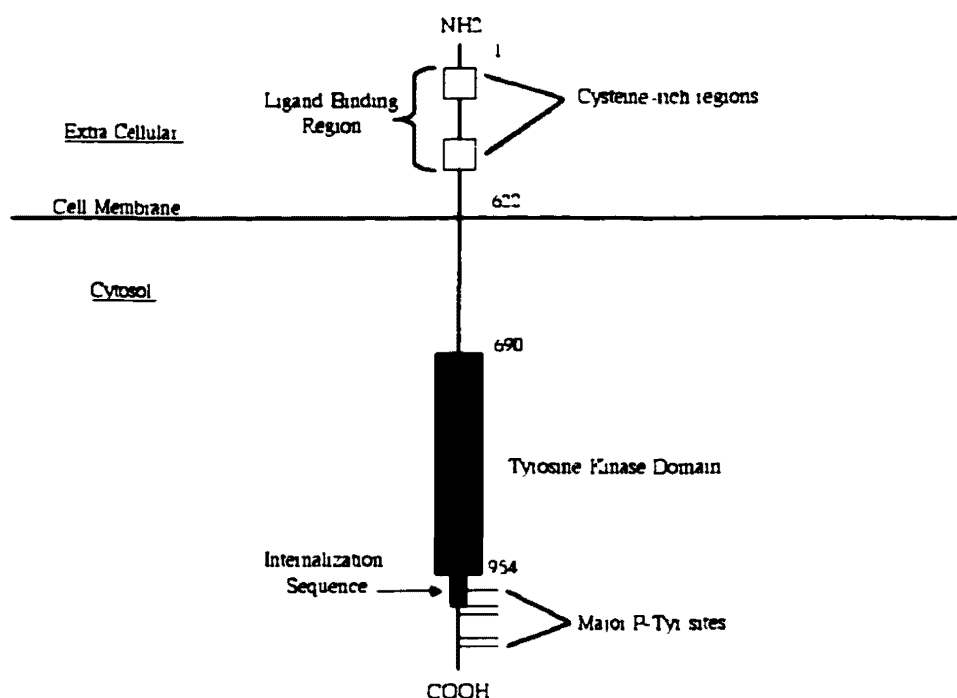 NH2
1
Ligand Binding
Region
Cysteine-rich regions
Extra Cellular
Cell Membrane
622
Cytosol
690
Tyrosine Kinase Domain
Internalization
Sequence
954
Major P-Tyr sites
COOH